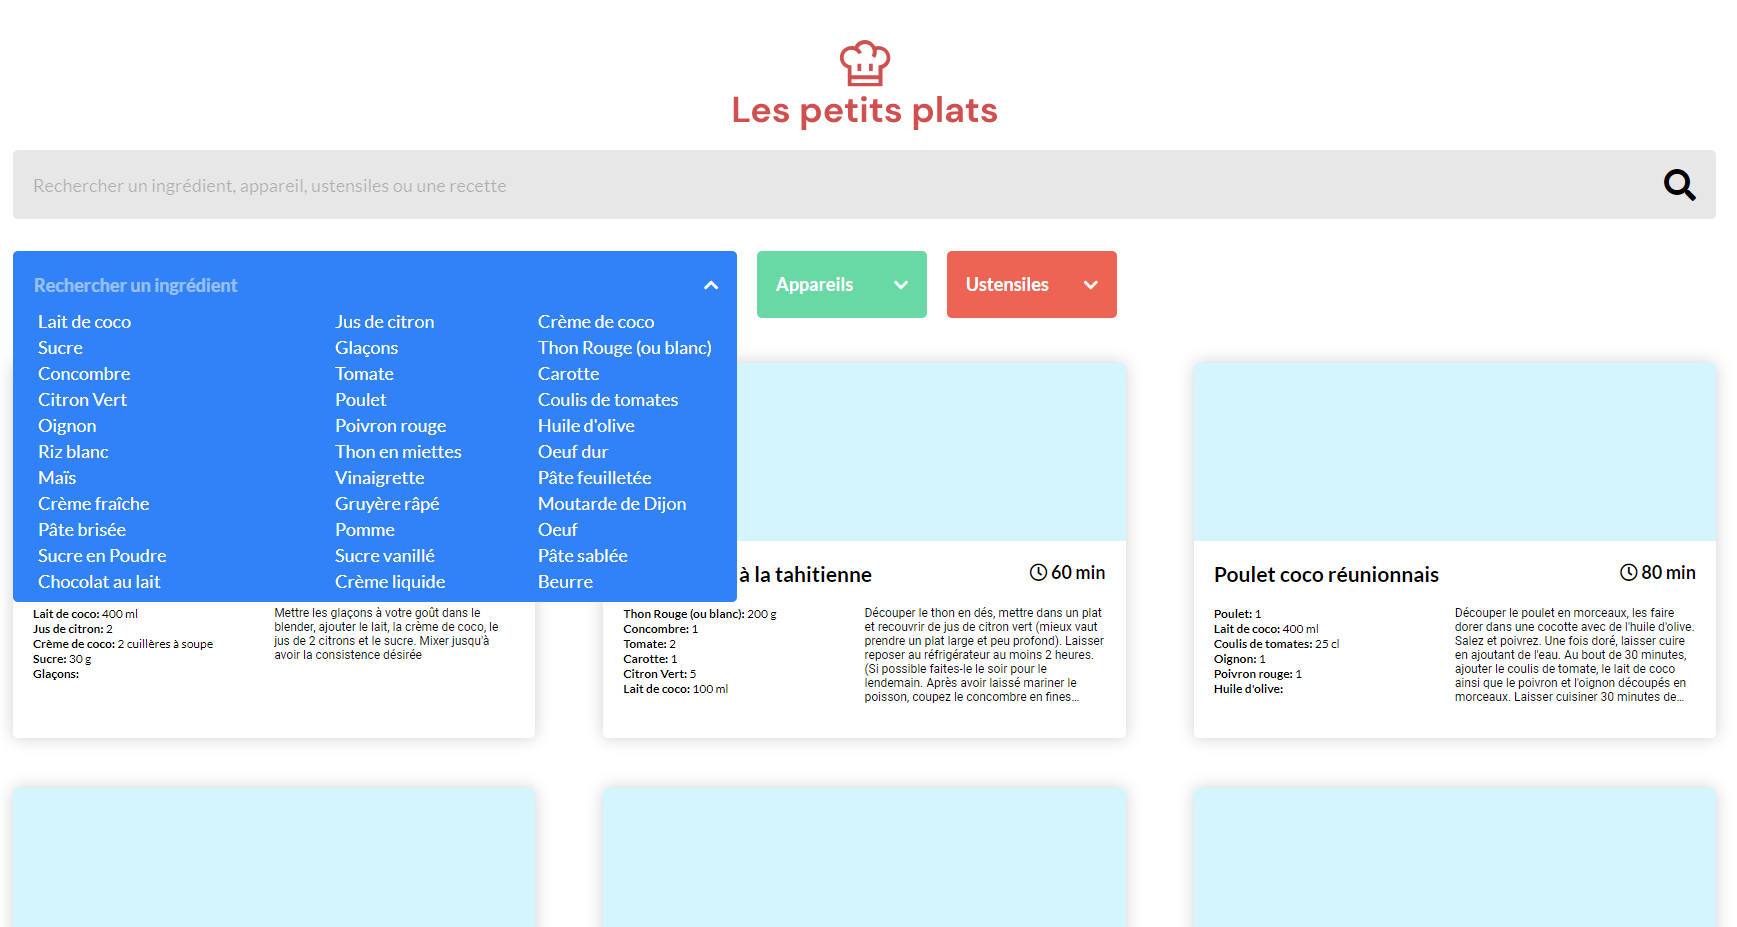 Les petits plats
Rechercher un ingrédient, appareil, ustensiles ou une recette
Rechercher un ingrédient
Appareils
Ustensiles
Lait de coco Jus de citron Crème de coco
Sucre Glaçons Thon Rouge (ou blanc)
Concombre Tomate Carotte
Citron Vert Poulet Coulis de tomates
Oignon Poivron rouge Huile d'olive
Riz blanc Thon en miettes Oeuf dur
Maïs Vinaigrette Pâte feuilletée
Crème fraîche Gruyère râpé Moutarde de Dijon
Pâte brisée Pomme Oeuf
Sucre en Poudre Sucre vanillé Pâte sablée
Chocolat au lait Crème liquide Beurre
Lait de coco: 400 ml
Jus de citron: 2
Crème de coco: 2 cuillères à soupe
Sucre: 30 g
Glaçons:
Mettre les glaçons à votre goût dans le
blender, ajouter le lait, la crème de coco, le
jus de 2 citrons et le sucre. Mixer jusqu'à
avoir la consistence désirée
à la tahitienne
60 min
Thon Rouge (ou blanc): 200 g
Concombre: 1
Tomate: 2
Carotte: 1
Citron Vert: 5
Lait de coco: 100 ml
Découper le thon en dés, mettre dans un plat
et recouvrir de jus de citron vert (mieux vaut
prendre un plat large et peu profond). Laisser
reposer au réfrigérateur au moins 2 heures.
(Si possible faites-le le soir pour le
lendemain. Après avoir laissé mariner le
poisson, coupez le concombre en fines...
Poulet coco réunionnais
80 min
Poulet: 1
Lait de coco: 400 ml
Coulis de tomates: 25 cl
Oignon: 1
Poivron rouge: 1
Huile d'olive:
Découper le poulet en morceaux, les faire
dorer dans une cocotte avec de l'huile d'olive.
Salez et poivrez. Une fois doré, laisser cuire
en ajoutant de l'eau. Au bout de 30 minutes,
ajouter le coulis de tomate, le lait de coco
ainsi que le poivron et l'oignon découpés en
morceaux. Laisser cuisiner 30 minutes de...